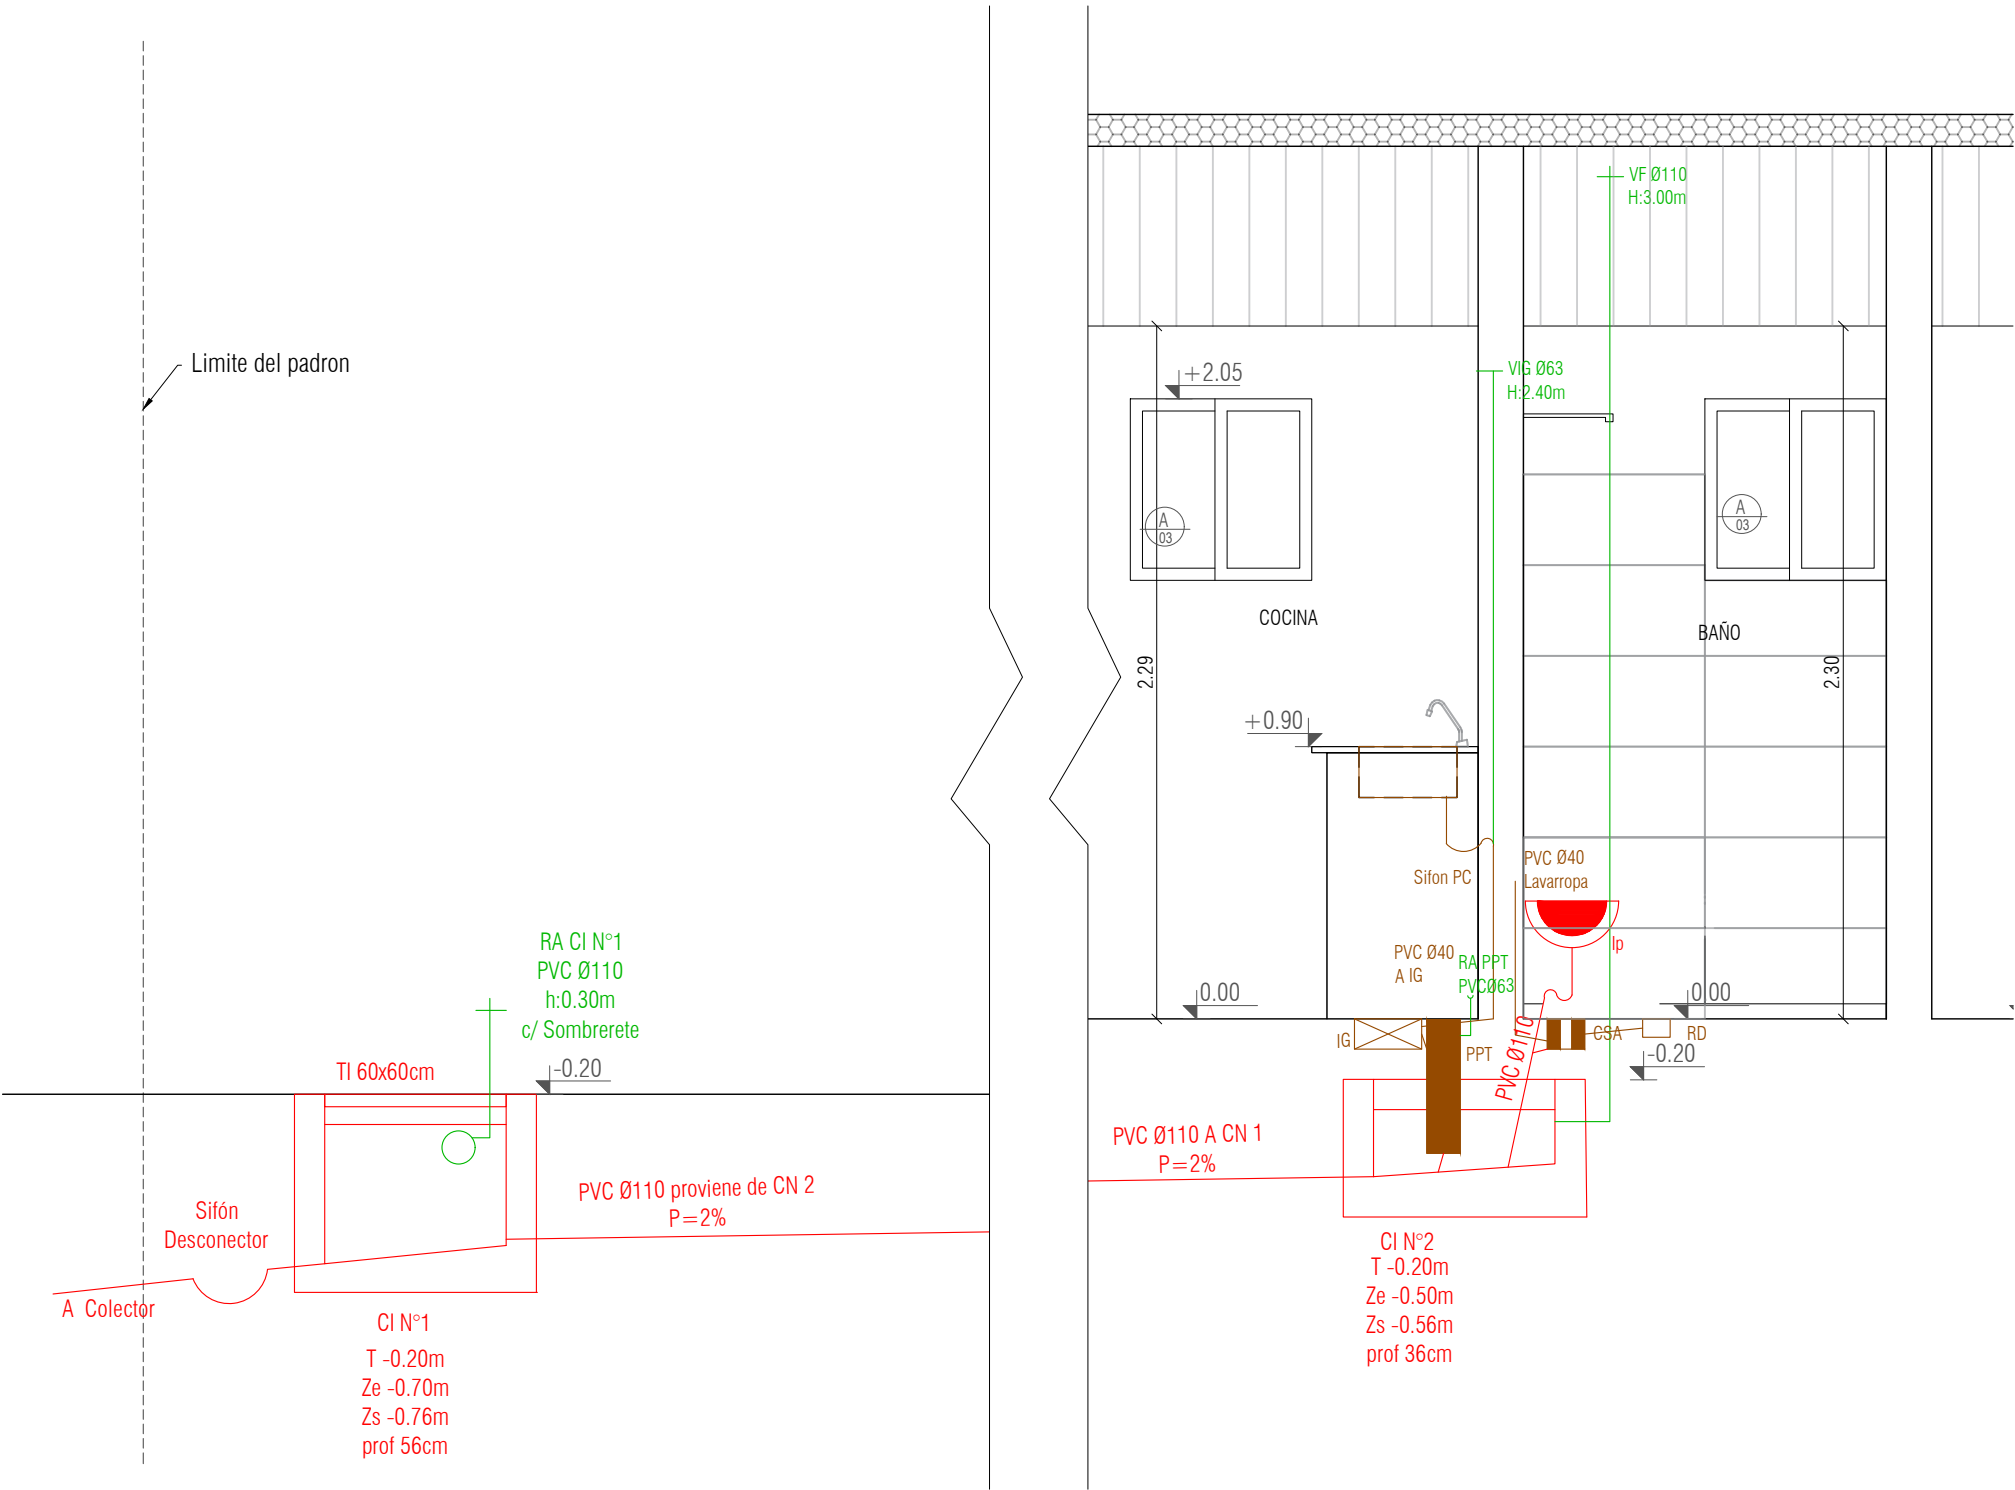 VF Ø110
H:3.00m
Limite del padron
+2.05
VIG Ø63
H:2.40m
A
03
A
03
COCINA
BAÑO
2.29
2.30
+0.90
Sifon PC
PVC Ø40
Lavarropa
Ip
PVC Ø40
A IG
RA PPT
PVCØ63
0.00
0.00
IG
PPT
PVC Ø110
CSA
RD
-0.20
RA CI N°1
PVC Ø110
h:0.30m
c/ Sombrerete
TI 60x60cm
-0.20
PVC Ø110 A CN 1
P=2%
PVC Ø110 proviene de CN 2
P=2%
Sifón
Desconector
A Colector
CI N°1
T -0.20m
Ze -0.70m
Zs -0.76m
prof 56cm
CI N°2
T -0.20m
Ze -0.50m
Zs -0.56m
prof 36cm